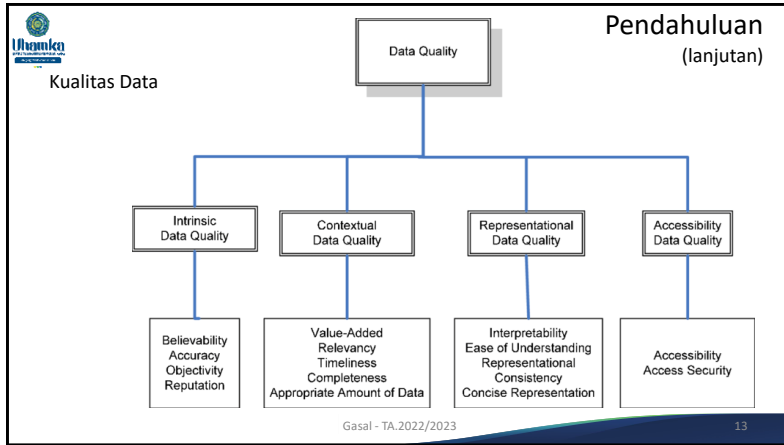 Uhamka
Pendahuluan
(lanjutan)
Kualitas Data
Data Quality
Intrinsic
Data Quality
Contextual
Data Quality
Representational
Data Quality
Accessibility
Data Quality
Believability
Accuracy
Objectivity
Reputation
Value-Added
Relevancy
Timeliness
Completeness
Appropriate Amount of Data
Interpretability
Ease of Understanding
Representational
Consistency
Concise Representation
Accessibility
Access Security
Gasal - TA.2022/2023
13